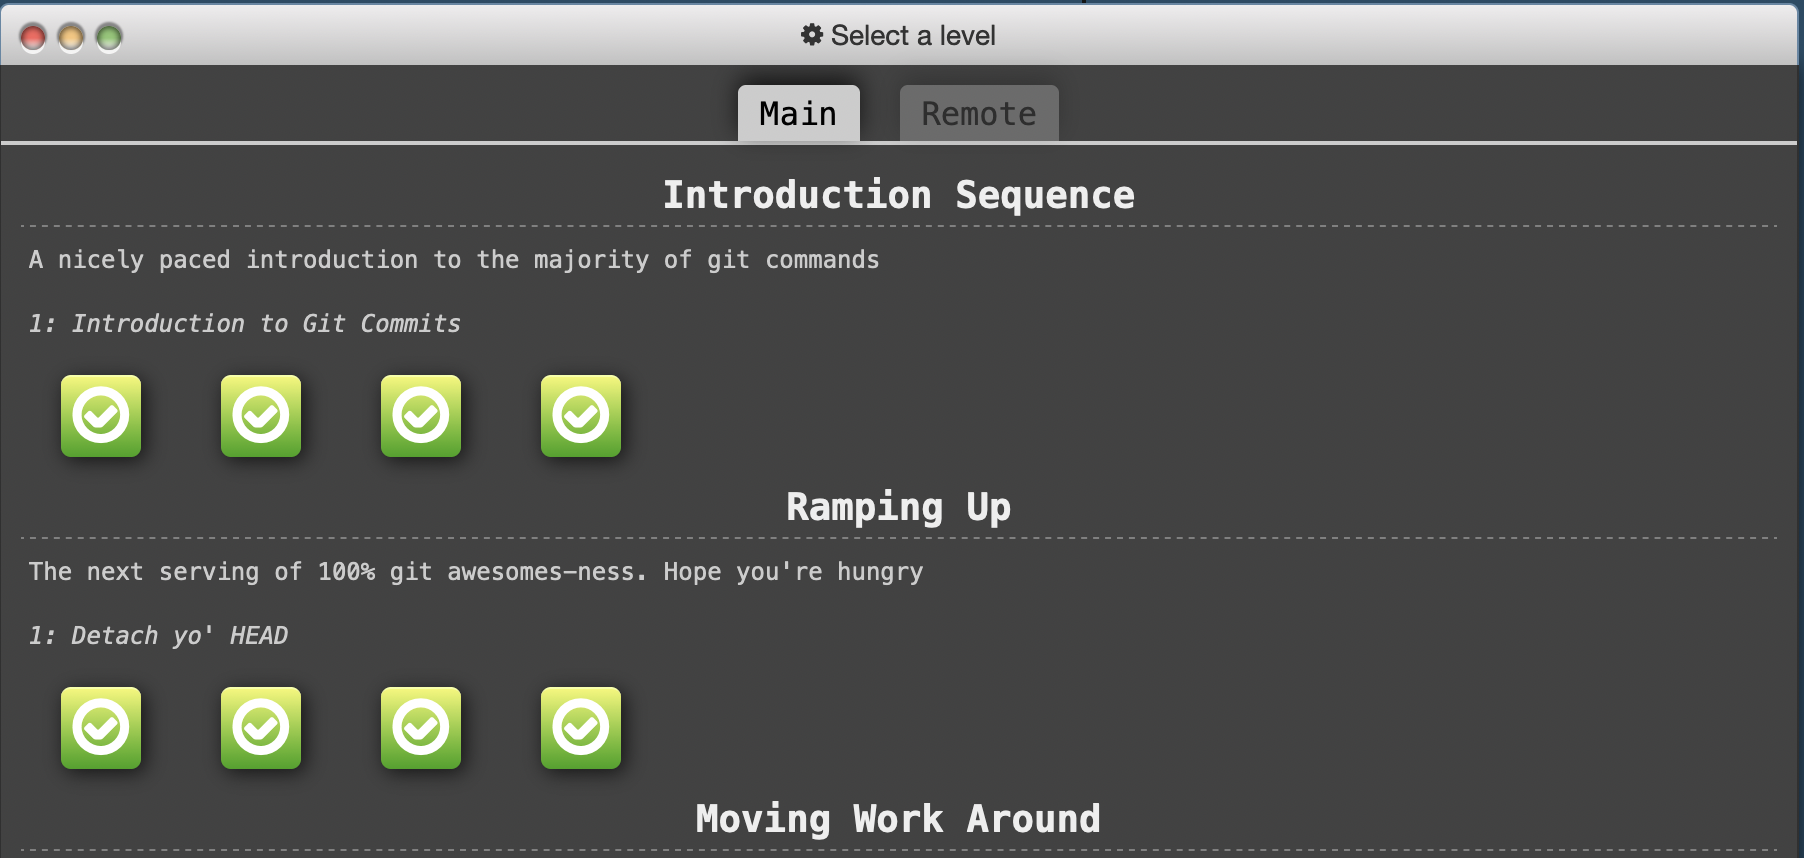 Select a level
Main
Remote
Introduction Sequence
A nicely paced introduction to the majority of git commands
1: Introduction to Git Commits
Ramping Up
The next serving of 100% git awesomes-ness. Hope you're hungry
1: Detach yo' HEAD
Moving Work Around